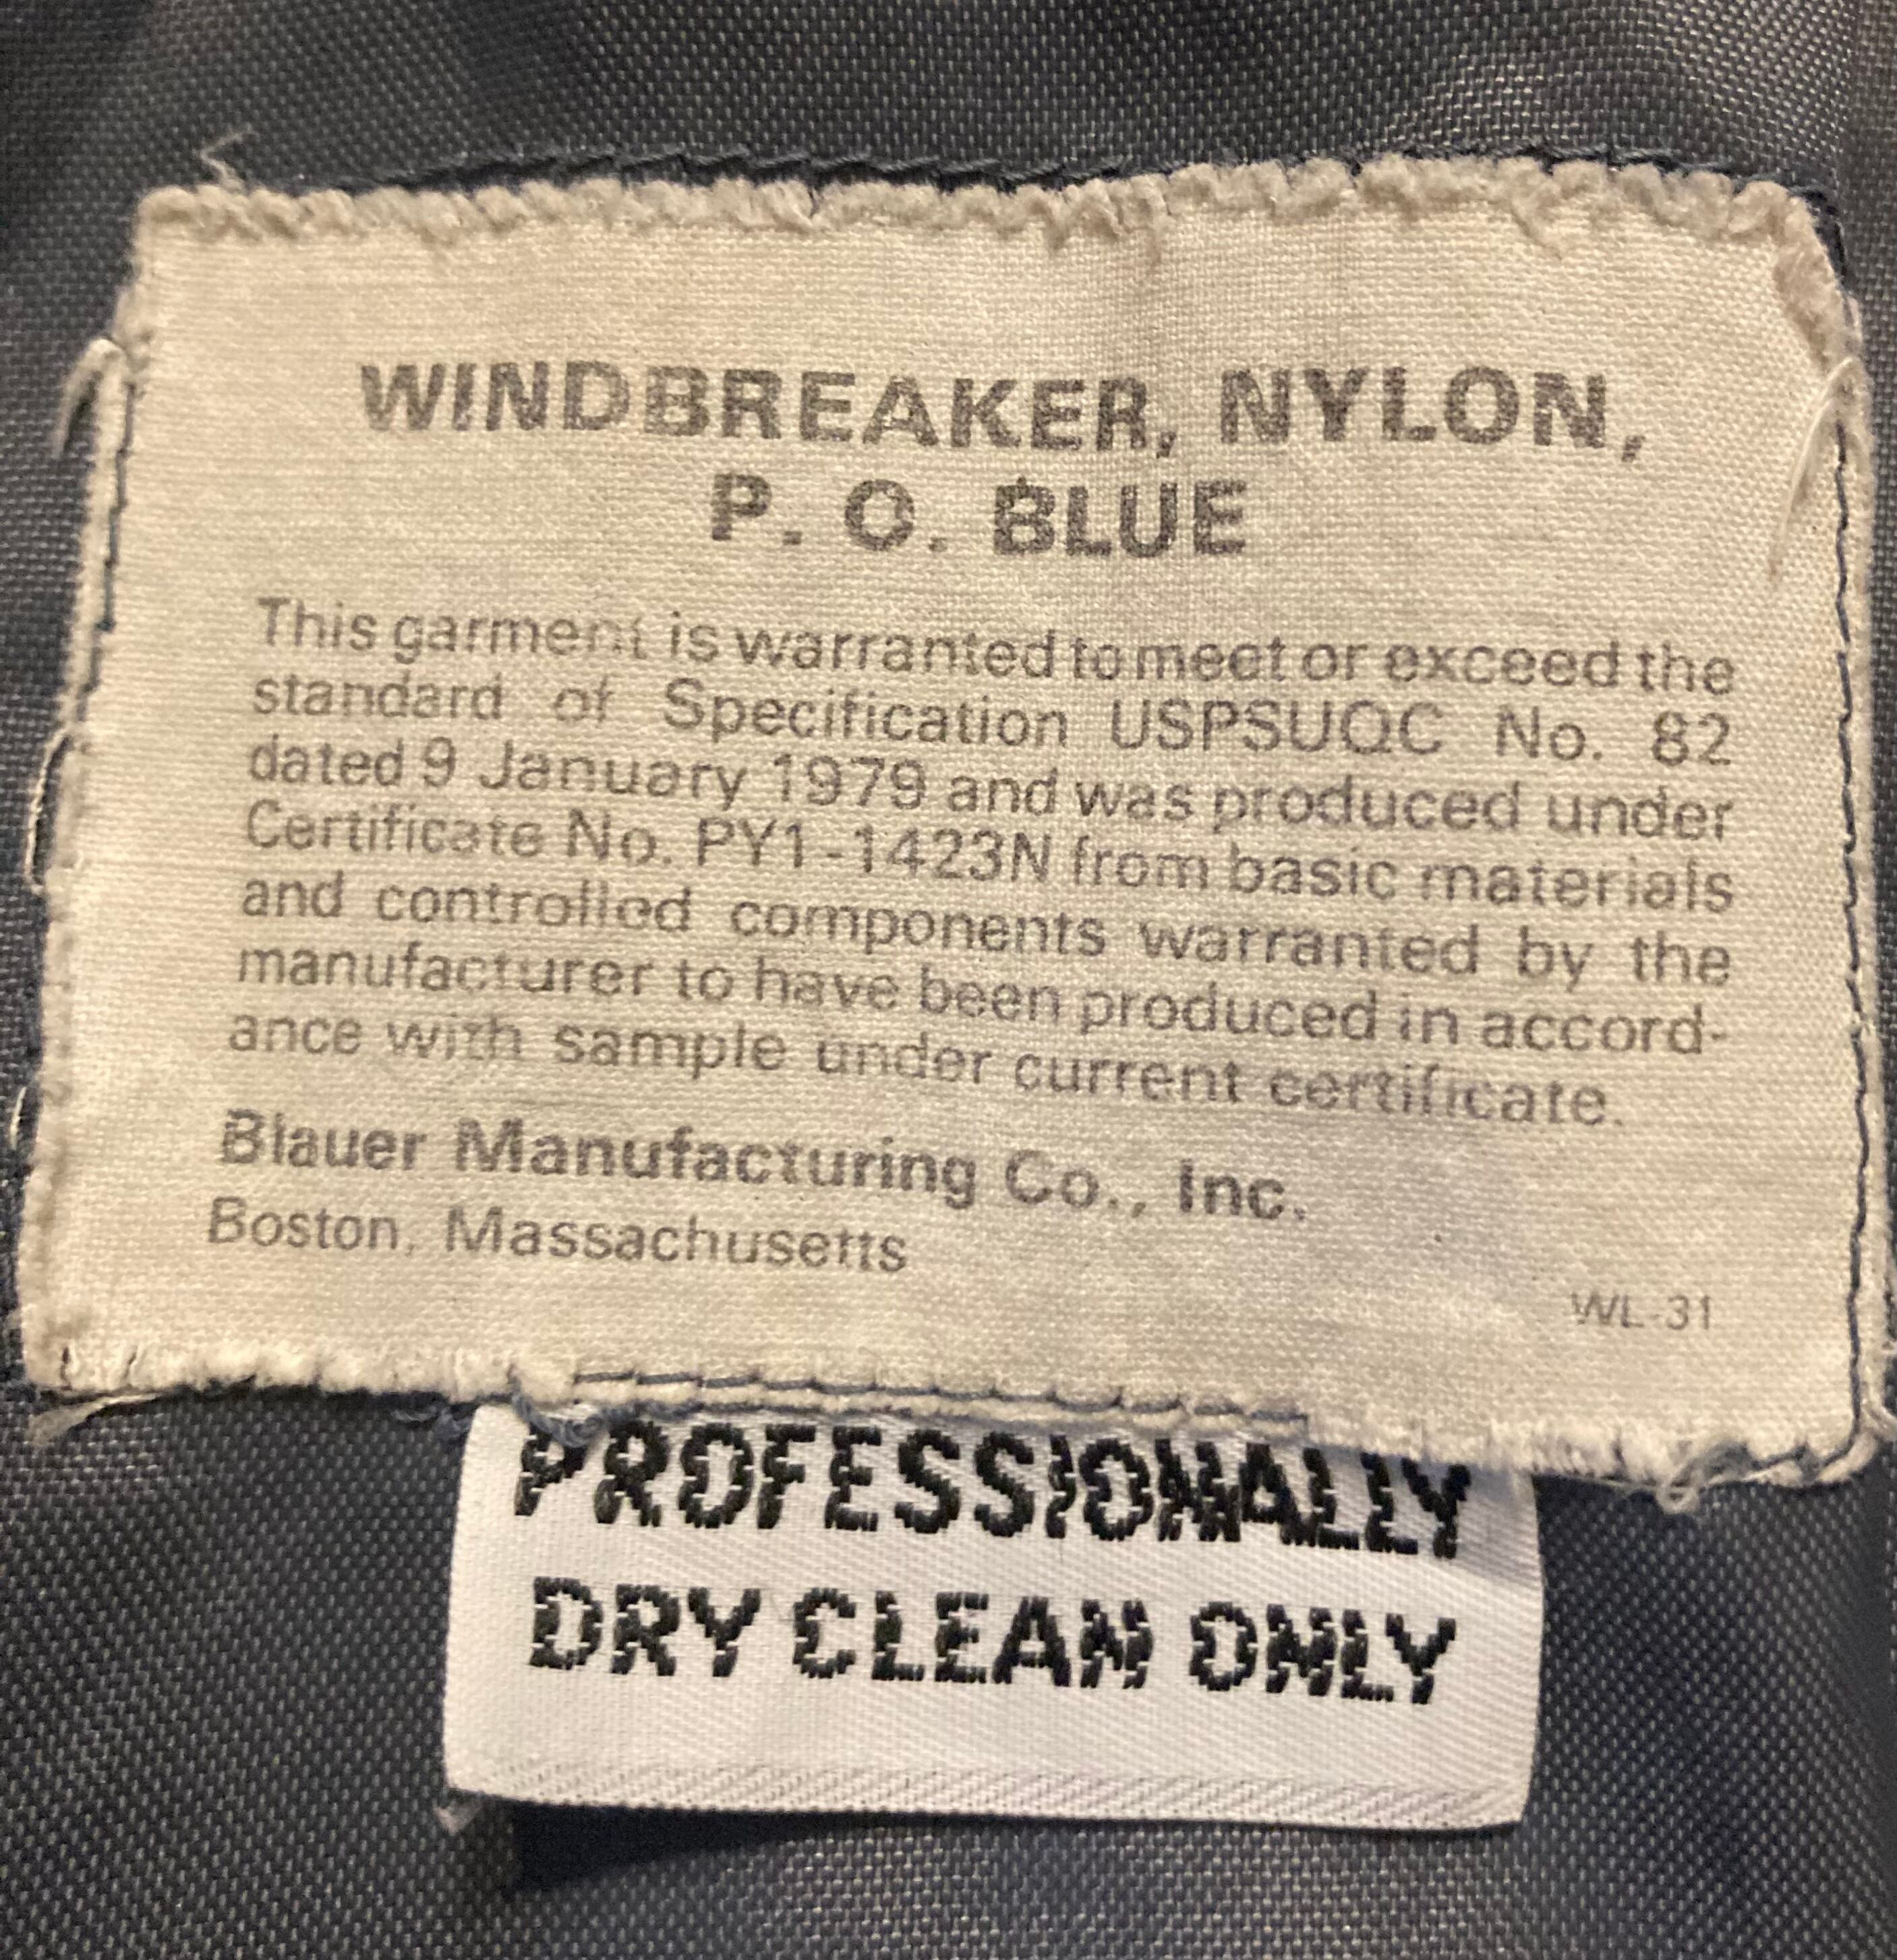 WINDBREAKER, NYLON,
P. O. BLUE
This garment is warranted to meet or exceed the
standard of Specification USPSUQC No. 82
dated 9 January 1979 and was produced under
Certificate No. PY1-1423N from basic materials
and controlled components warranted by the
manufacturer to have been produced in accord-
ance with sample under current certificate.
Blauer Manufacturing Co., Inc.
Boston, Massachusetts
WL-31
PROFESSIONALLY
DRY CLEAN ONLY